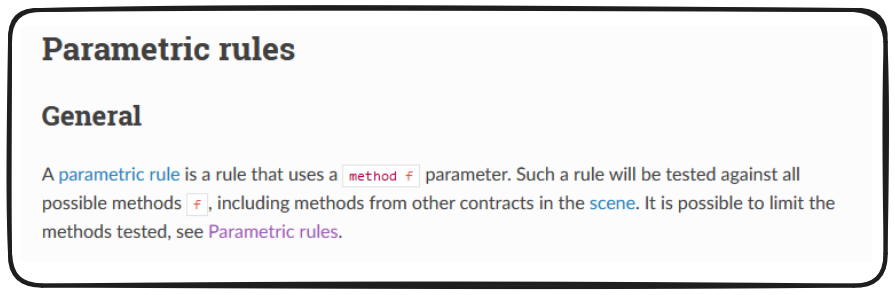 Parametric rules
General
A parametric rule is a rule that uses a method f parameter. Such a rule will be tested against all
possible methods f, including methods from other contracts in the scene. It is possible to limit the
methods tested, see Parametric rules.